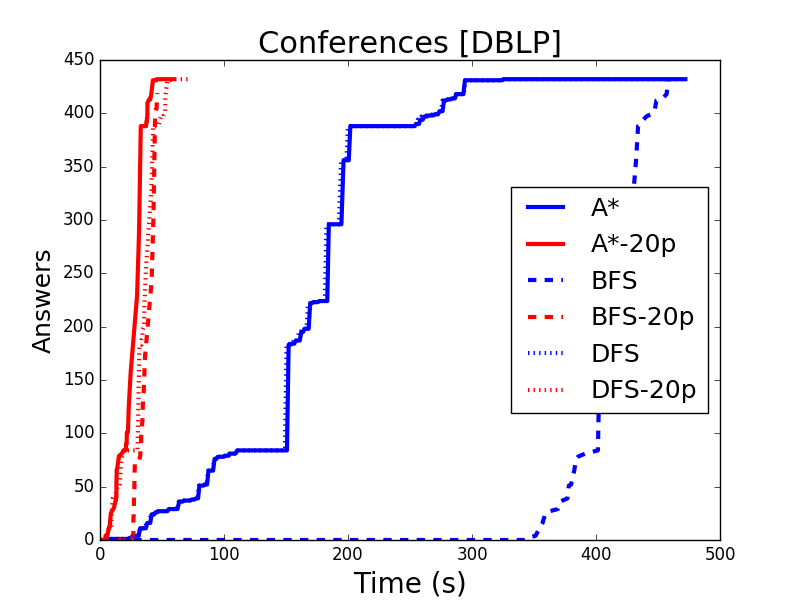 Conferences [DBLP]
450
400
350
300
250
200
150
100
50
0
Answers
A*
A*-20p
BFS
BFS-20p
DFS
DFS-20p
0 100 200 300 400 500
Time (s)